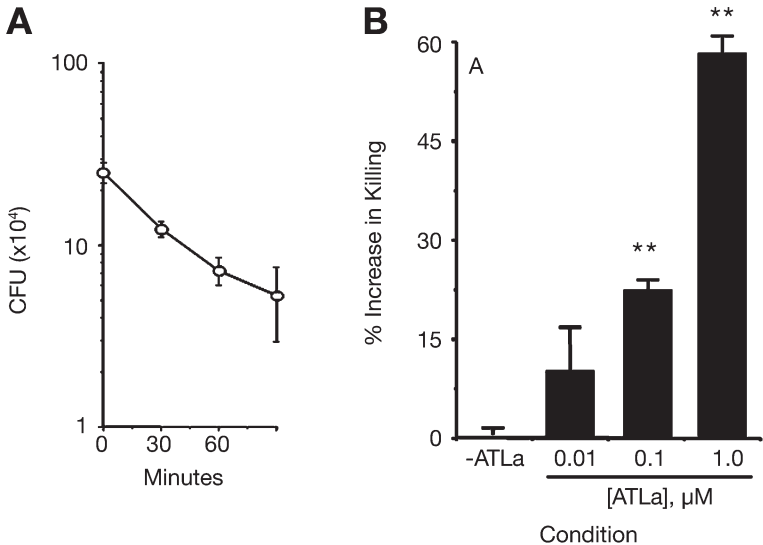 A
100
10
1
CFU (x10⁴)
0 30 60
Minutes
B
60
45
30
15
0
% Increase in Killing
A
**
**
-ATLa 0.01 0.1 1.0
[ATLa], µM
Condition